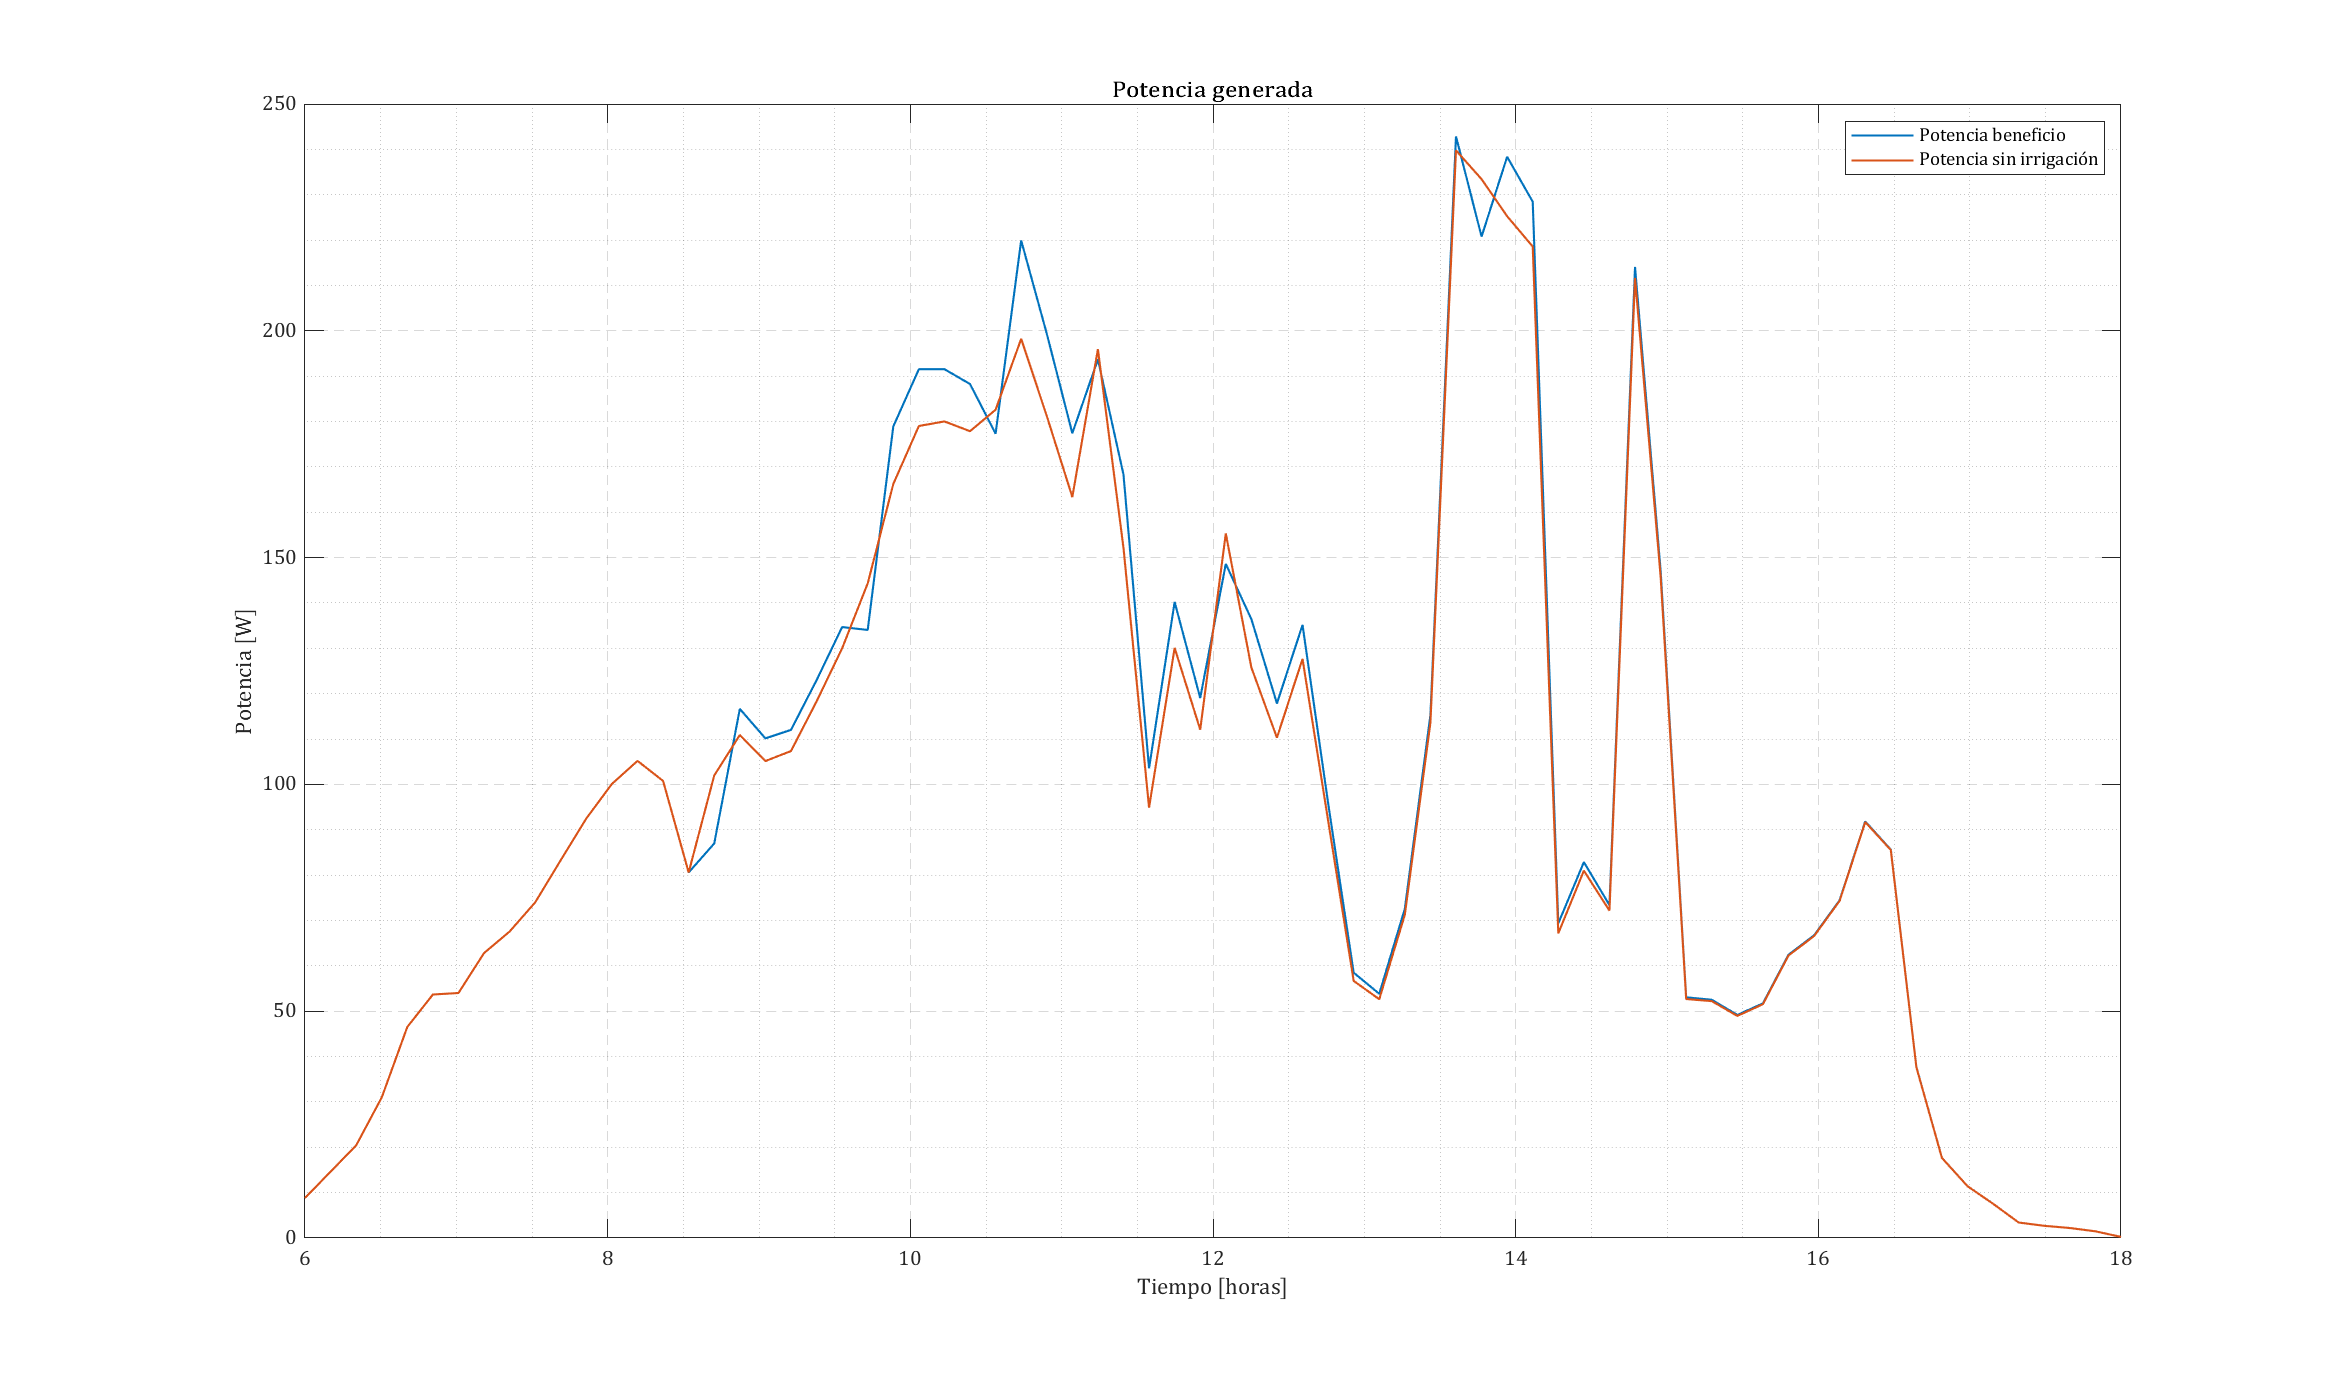 Potencia generada
250
200
150
100
50
0
Potencia [W]
Potencia beneficio
Potencia sin irrigación
6 8 10 12 14 16 18
Tiempo [horas]